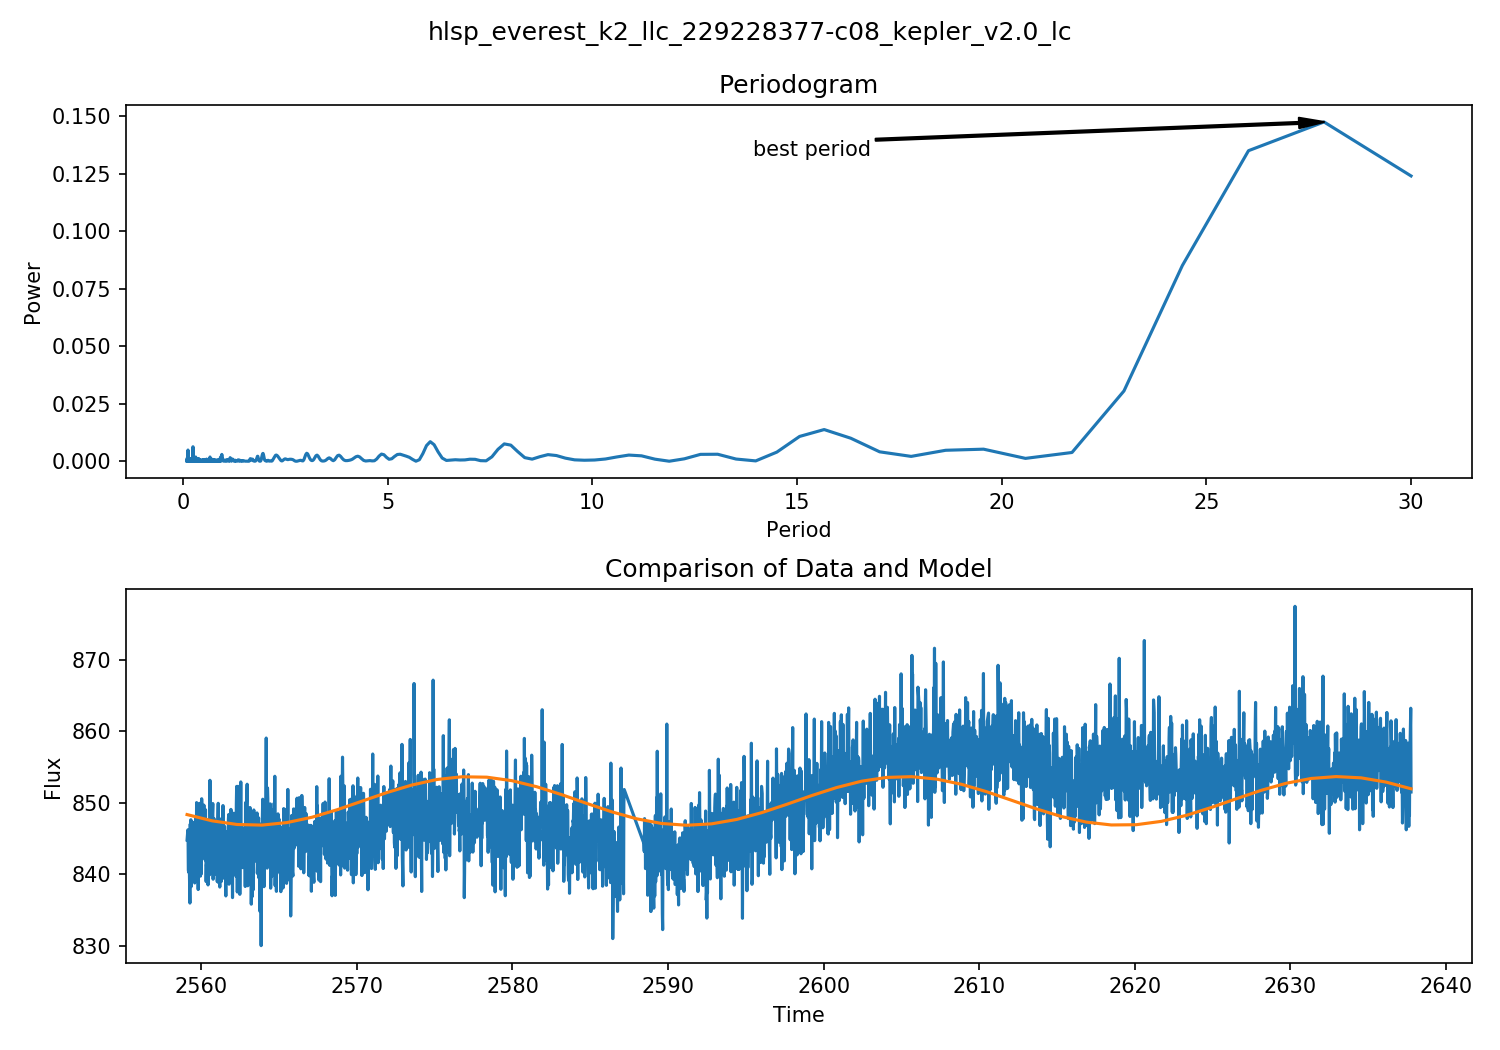 hlsp_everest_k2_llc_229228377-c08_kepler_v2.0_lc
Periodogram
0.150
0.125
0.100
0.075
0.050
0.025
0.000
Power
best period
0 5 10 15 20 25 30
Period
Comparison of Data and Model
870
860
850
840
830
Flux
2560 2570 2580 2590 2600 2610 2620 2630 2640
Time